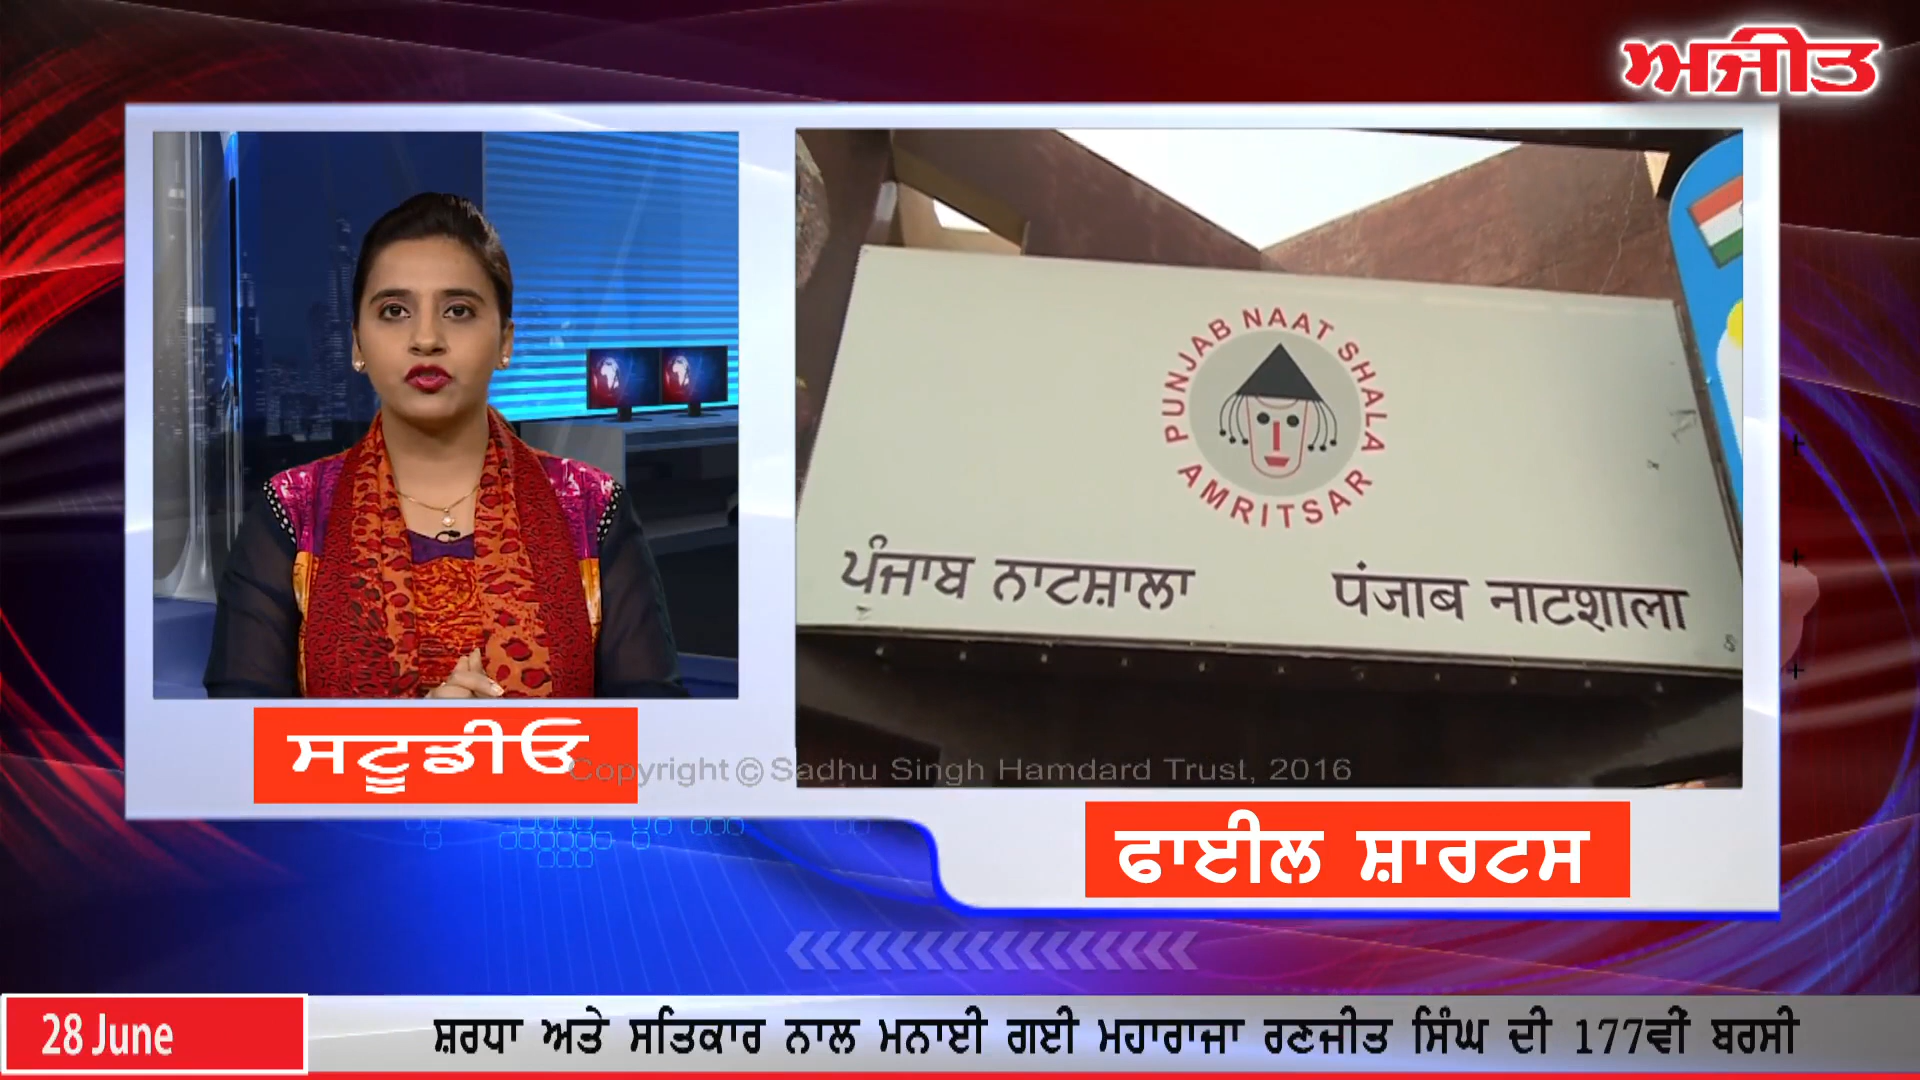 ਅਜੀਤ
PUNJAB NAAT SHALA
AMRITSAR
ਪੰਜਾਬ ਨਾਟਸ਼ਾਲਾ
पंजाब नाटशाला
ਸਟੂਡੀਓ
Copyright © Sadhu Singh Hamdard Trust, 2016
ਫਾਈਲ ਸ਼ਾਰਟਸ
28 June
ਸ਼ਰਧਾ ਅਤੇ ਸਤਿਕਾਰ ਨਾਲ ਮਨਾਈ ਗਈ ਮਹਾਰਾਜਾ ਰਣਜੀਤ ਸਿੰਘ ਦੀ 177ਵੀਂ ਬਰਸੀ